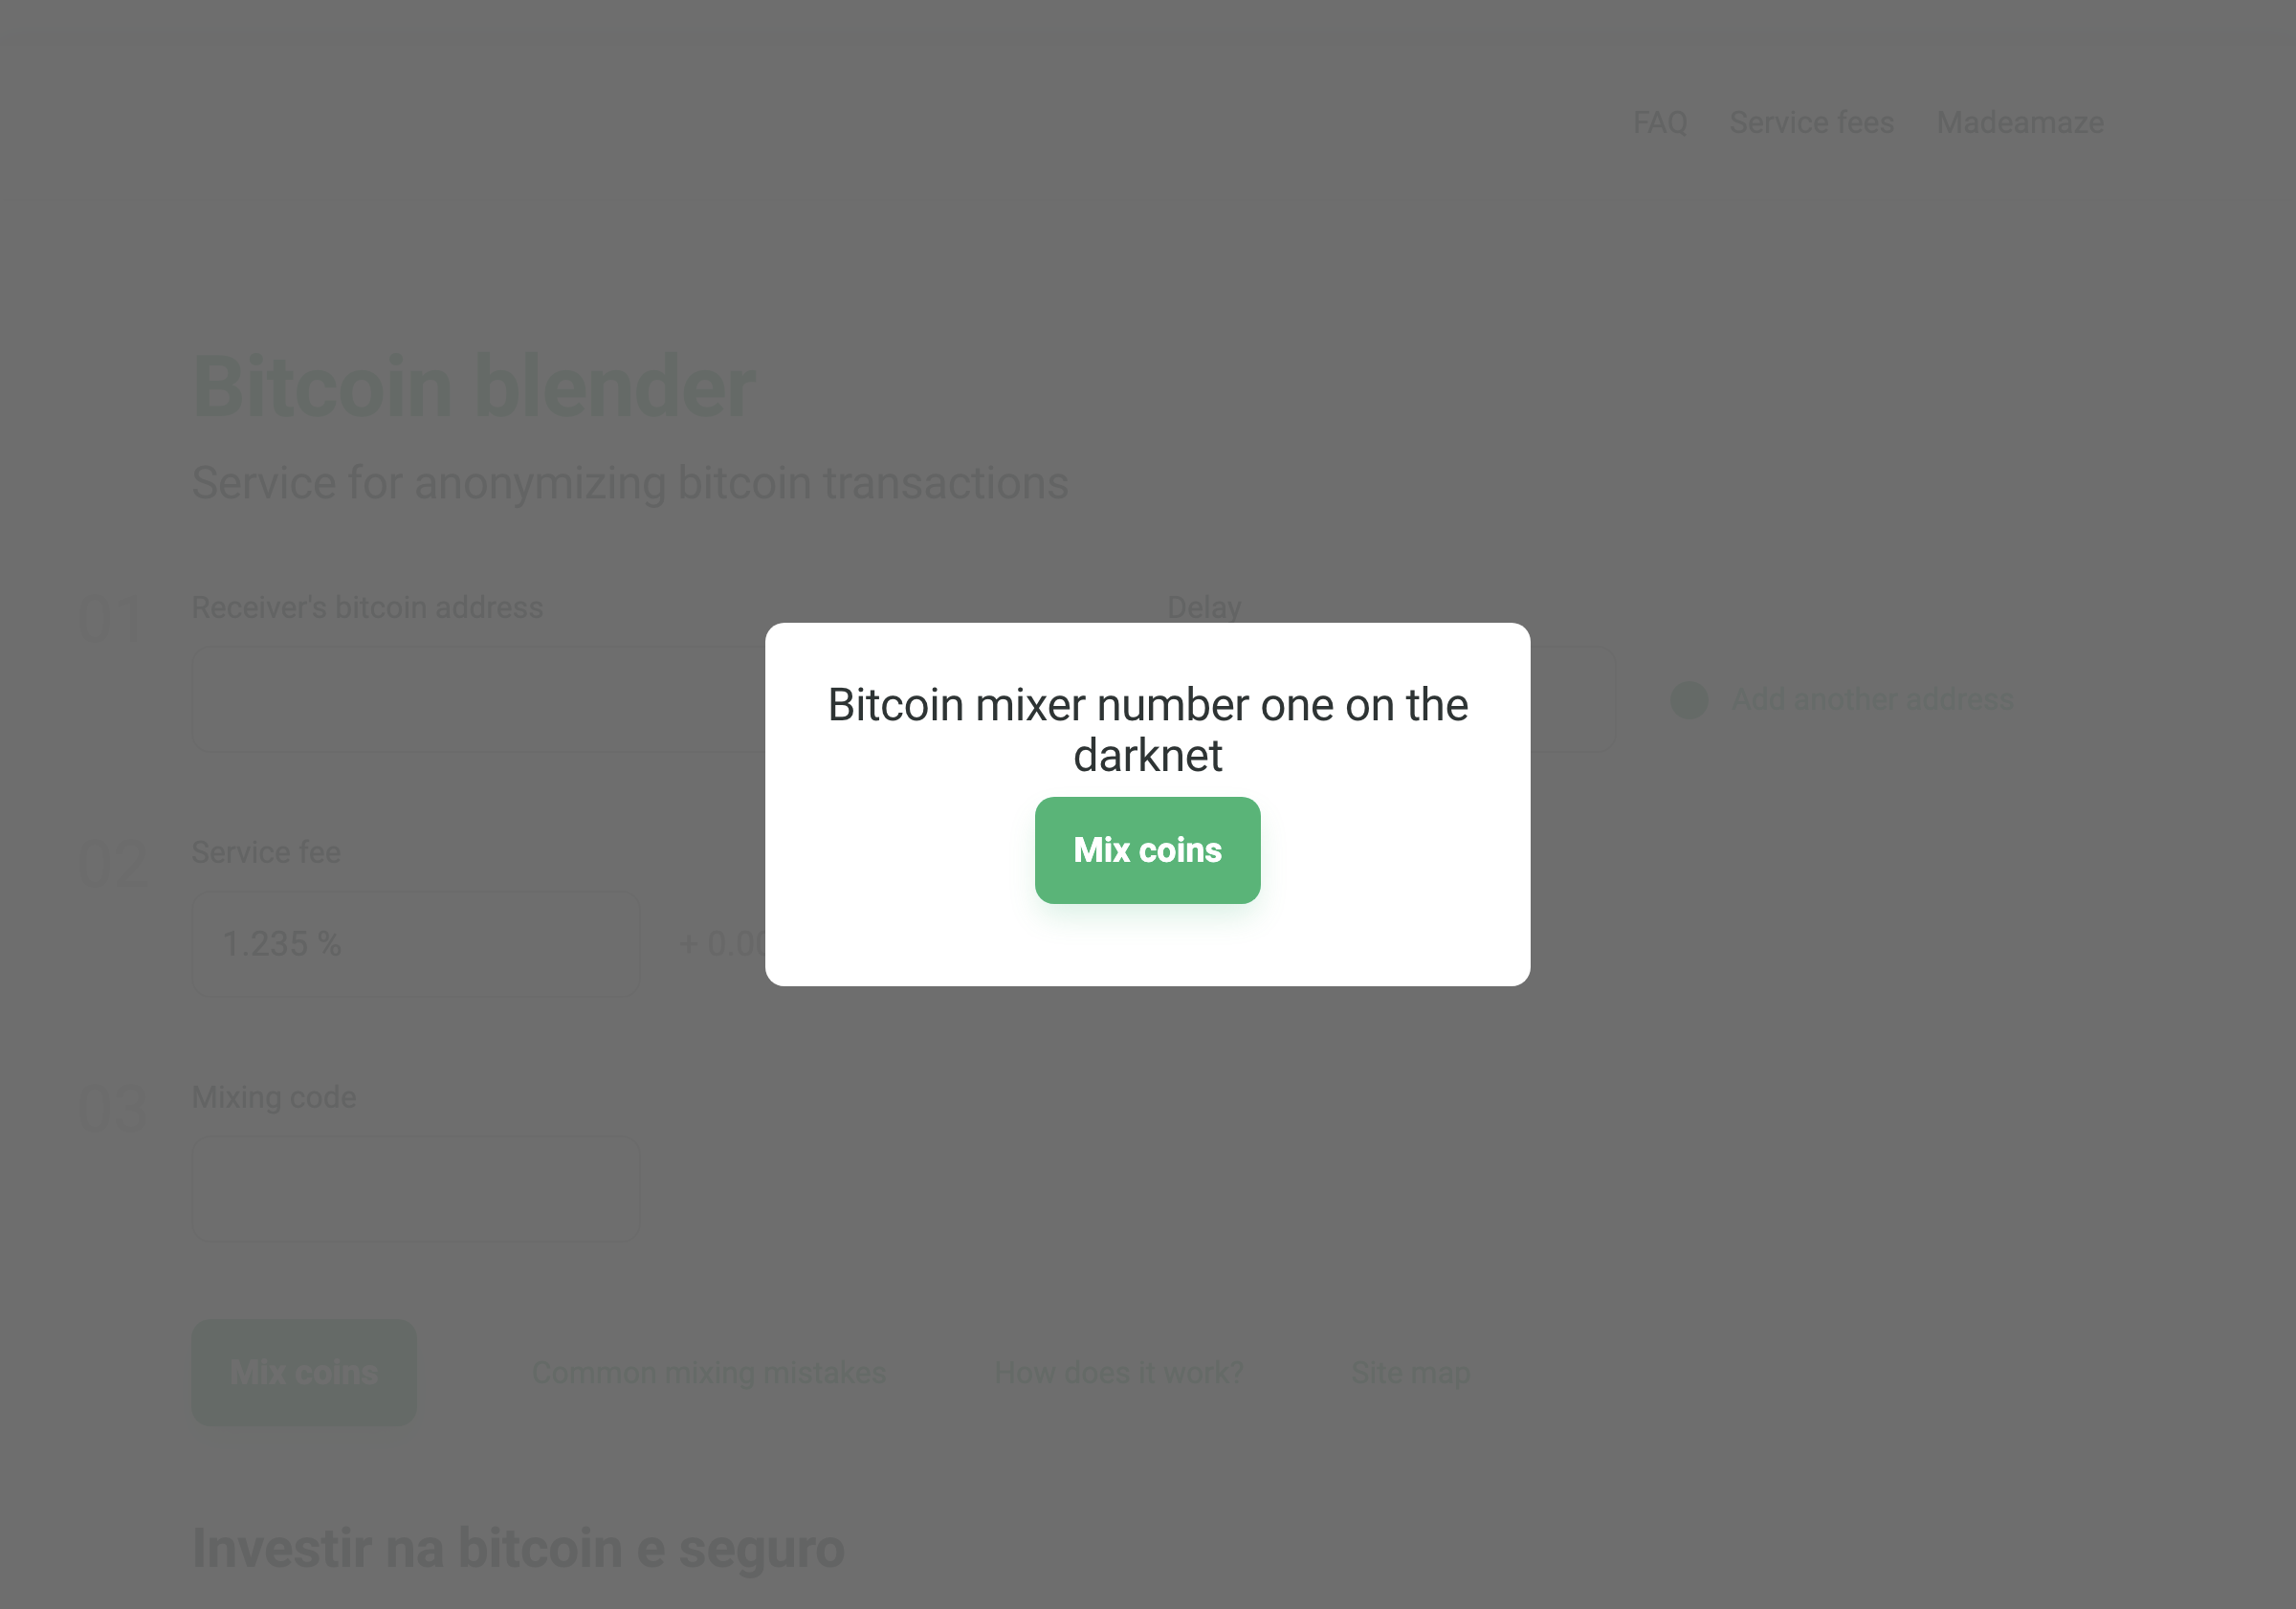 FAQ Service fees Madeamaze
Bitcoin blender
Service for anonymizing bitcoin transactions
01 Receiver's bitcoin address Delay
Add another address
Bitcoin mixer number one on the
darknet
Mix coins
02 Service fee
1.235 % + 0.00
03 Mixing code
Mix coins Common mixing mistakes How does it work? Site map
Investir na bitcoin e seguro